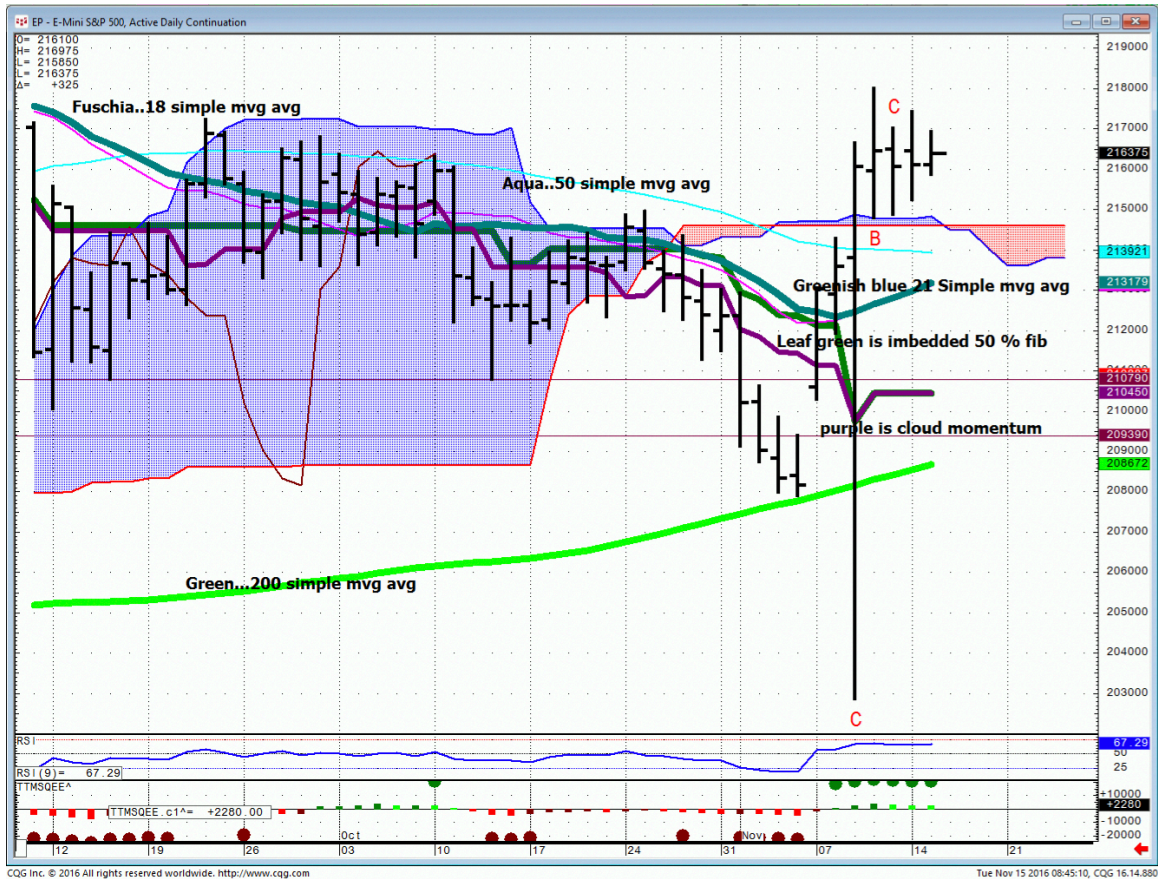 EP - E-Mini S&P 500, Active Daily Continuation
O= 216100
H= 216975
L= 215850
L= 216375
Δ= +325
Fuschia..18 simple mvg avg
Aqua..50 simple mvg avg
Greenish blue 21 Simple mvg avg
Leaf green is imbedded 50 % fib
purple is cloud momentum
Green...200 simple mvg avg
C
B
C
219000
218000
217000
216375
216000
215000
213921
213179
212000
210790
210450
210000
209390
208672
208000
207000
206000
205000
204000
203000
RSI
67.29
50
25
RSI(9)= 67.29
TTMSQEE^
TTMSQEE.c1^= +2280.00
+10000
+2280
-10000
-20000
Oct
Nov
12
19
26
03
10
17
24
31
07
14
21
CQG Inc. © 2016 All rights reserved worldwide. http://www.cqg.com
Tue Nov 15 2016 08:45:10, CQG 16.14.880